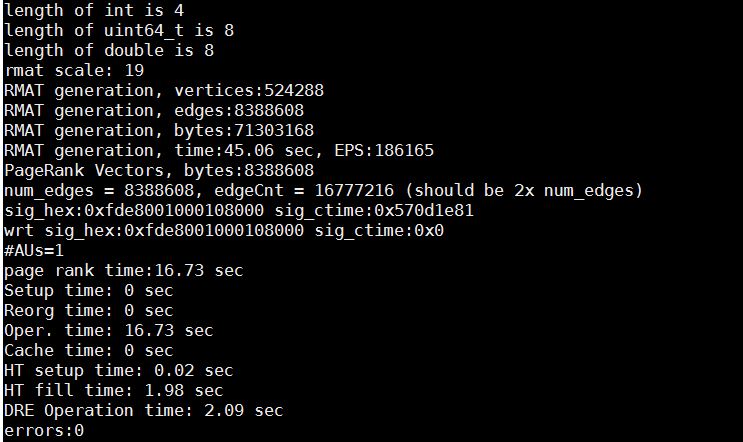 length of int is 4
length of uint64_t is 8
length of double is 8
rmat scale: 19
RMAT generation, vertices:524288
RMAT generation, edges:8388608
RMAT generation, bytes:71303168
RMAT generation, time:45.06 sec, EPS:186165
PageRank Vectors, bytes:8388608
num_edges = 8388608, edgeCnt = 16777216 (should be 2x num_edges)
sig_hex:0xfde8001000108000 sig_ctime:0x570d1e81
wrt sig_hex:0xfde8001000108000 sig_ctime:0x0
#AUs=1
page rank time:16.73 sec
Setup time: 0 sec
Reorg time: 0 sec
Oper. time: 16.73 sec
Cache time: 0 sec
HT setup time: 0.02 sec
HT fill time: 1.98 sec
DRE Operation time: 2.09 sec
errors:0